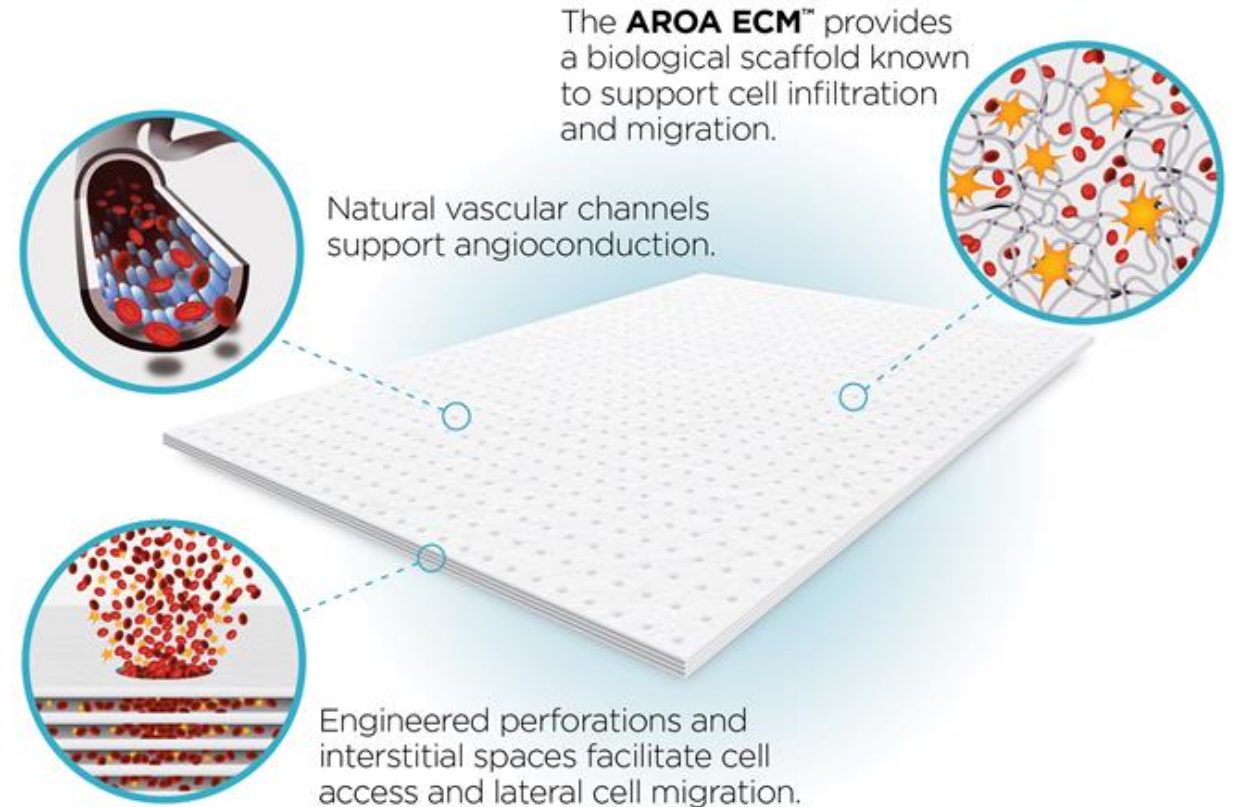 The AROA ECM™ provides
a biological scaffold known
to support cell infiltration
and migration.
Natural vascular channels
support angioconduction.
Engineered perforations and
interstitial spaces facilitate cell
access and lateral cell migration.